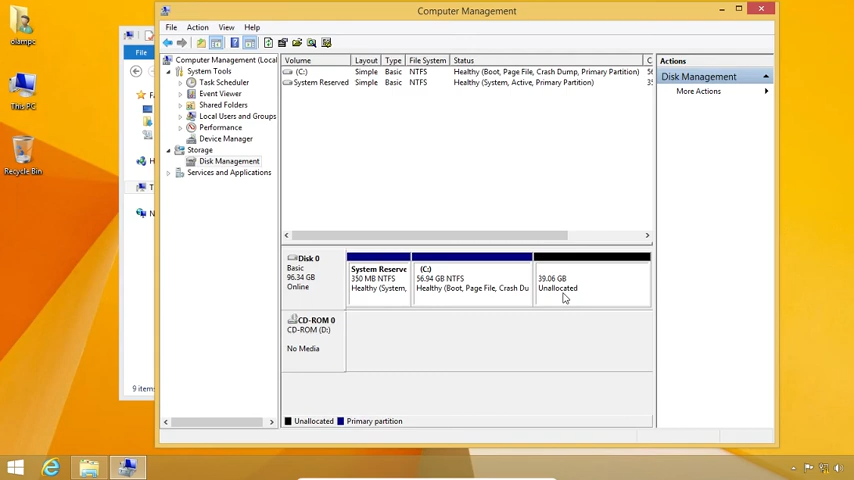 olampc
This PC
Recycle Bin
File
9 items
Computer Management
File Action View Help
Computer Management (Local
System Tools
Task Scheduler
Event Viewer
Shared Folders
Local Users and Groups
Performance
Device Manager
Storage
Disk Management
Services and Applications
Volume Layout Type File System Status C
(C:) Simple Basic NTFS Healthy (Boot, Page File, Crash Dump, Primary Partition)
System Reserved Simple Basic NTFS Healthy (System, Active, Primary Partition)
Disk 0
Basic
96.34 GB
Online
System Reserve
350 MB NTFS
Healthy (System,
(C:)
56.94 GB NTFS
Healthy (Boot, Page File, Crash Du
39.06 GB
Unallocated
CD-ROM 0
CD-ROM (D:)
No Media
Unallocated Primary partition
Actions
Disk Management
More Actions